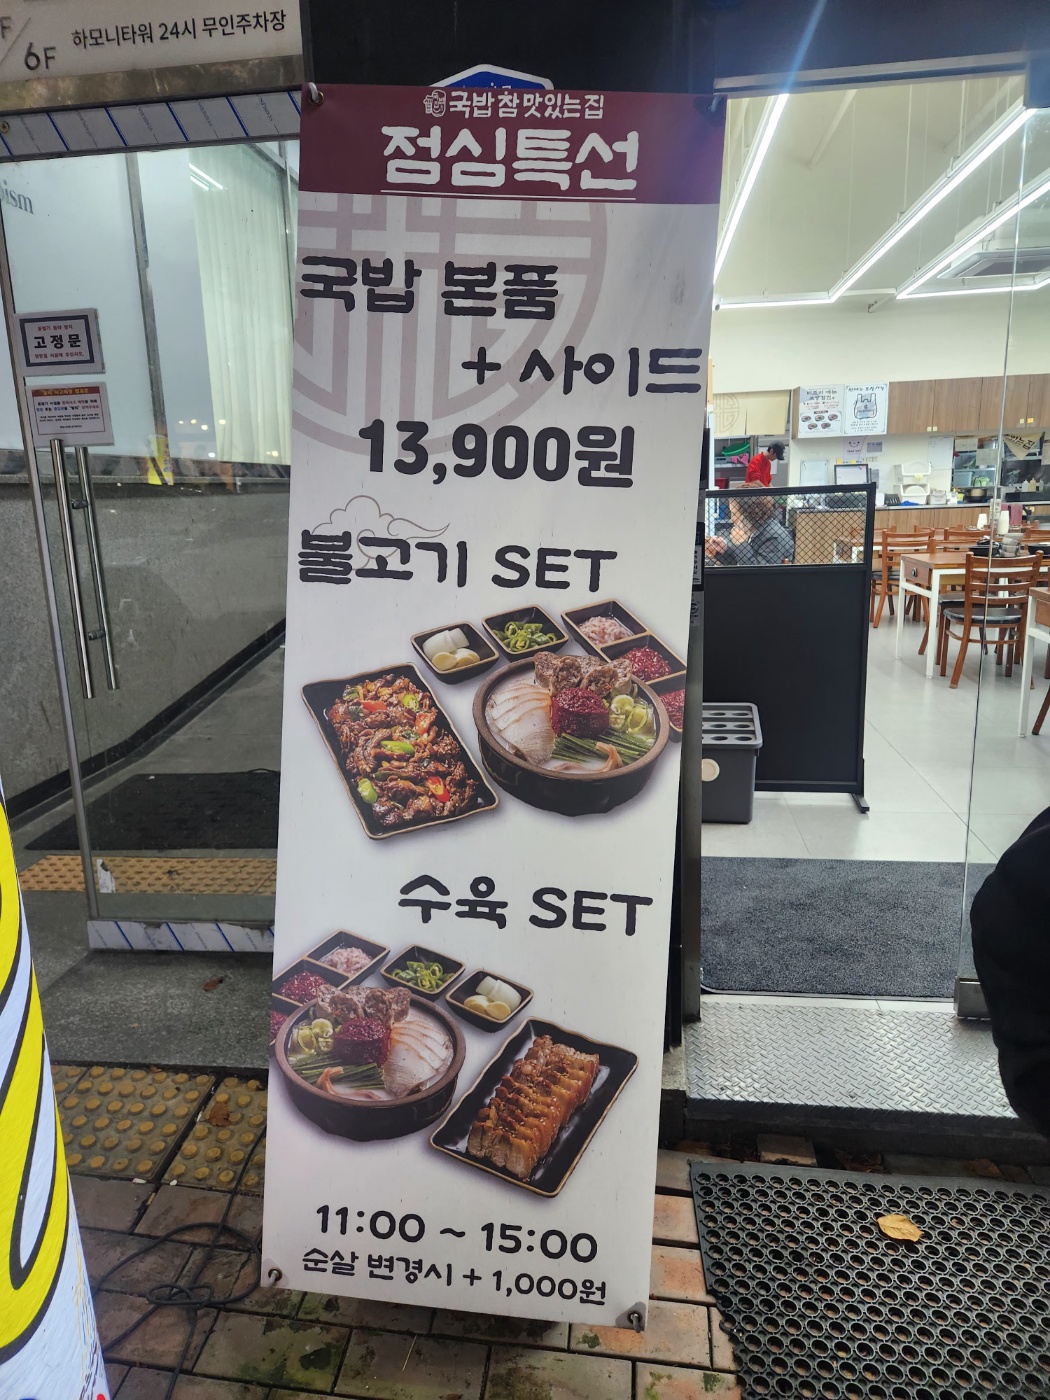 6F 하모니타워 24시 무인주차장
국밥 참 맛있는 집
점심특선
국밥 본품
+ 사이드
13,900원
불고기 SET
수육 SET
11:00 ~ 15:00
순살 변경시 + 1,000원
고정문